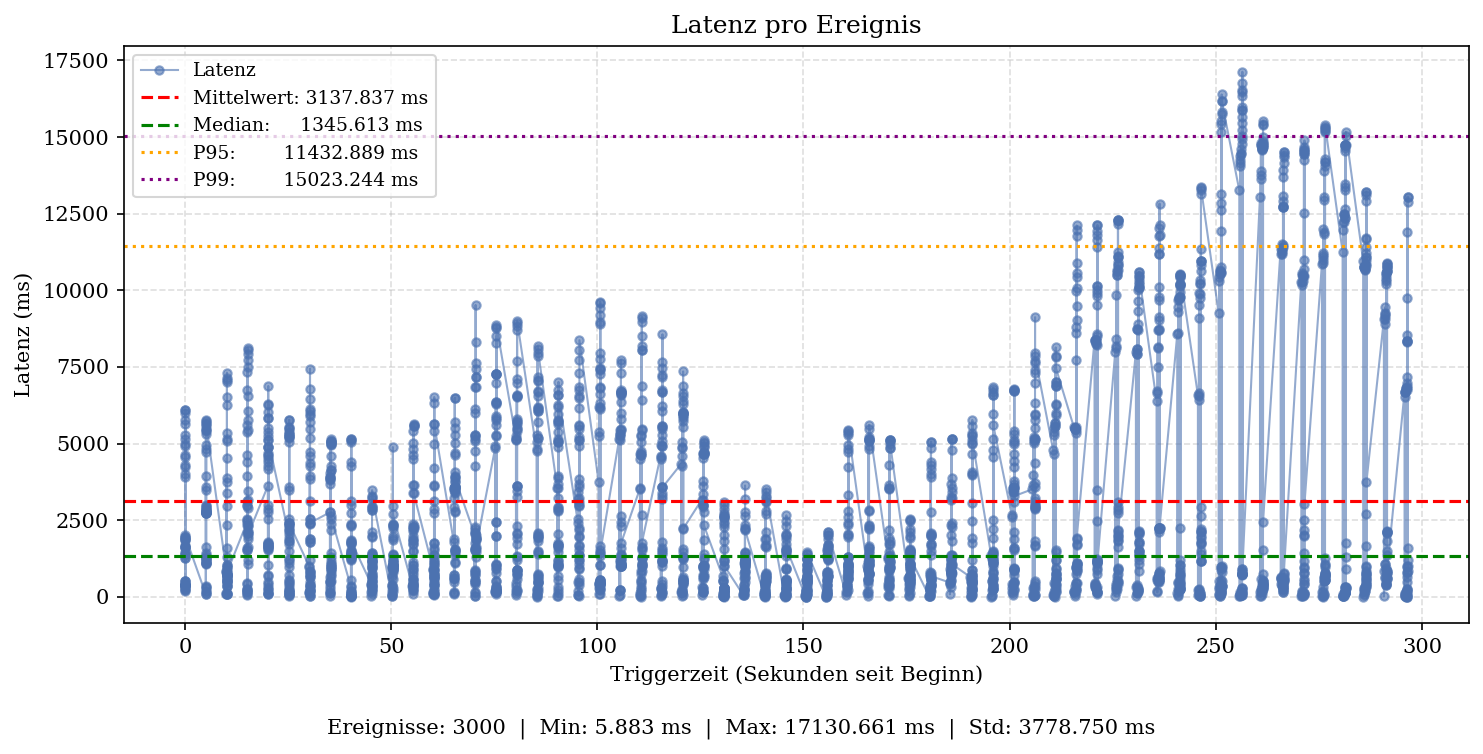 Latenz pro Ereignis
Latenz (ms)
17500
15000
12500
10000
7500
5000
2500
0
Latenz
Mittelwert: 3137.837 ms
Median: 1345.613 ms
P95: 11432.889 ms
P99: 15023.244 ms
0 50 100 150 200 250 300
Triggerzeit (Sekunden seit Beginn)
Ereignisse: 3000 | Min: 5.883 ms | Max: 17130.661 ms | Std: 3778.750 ms